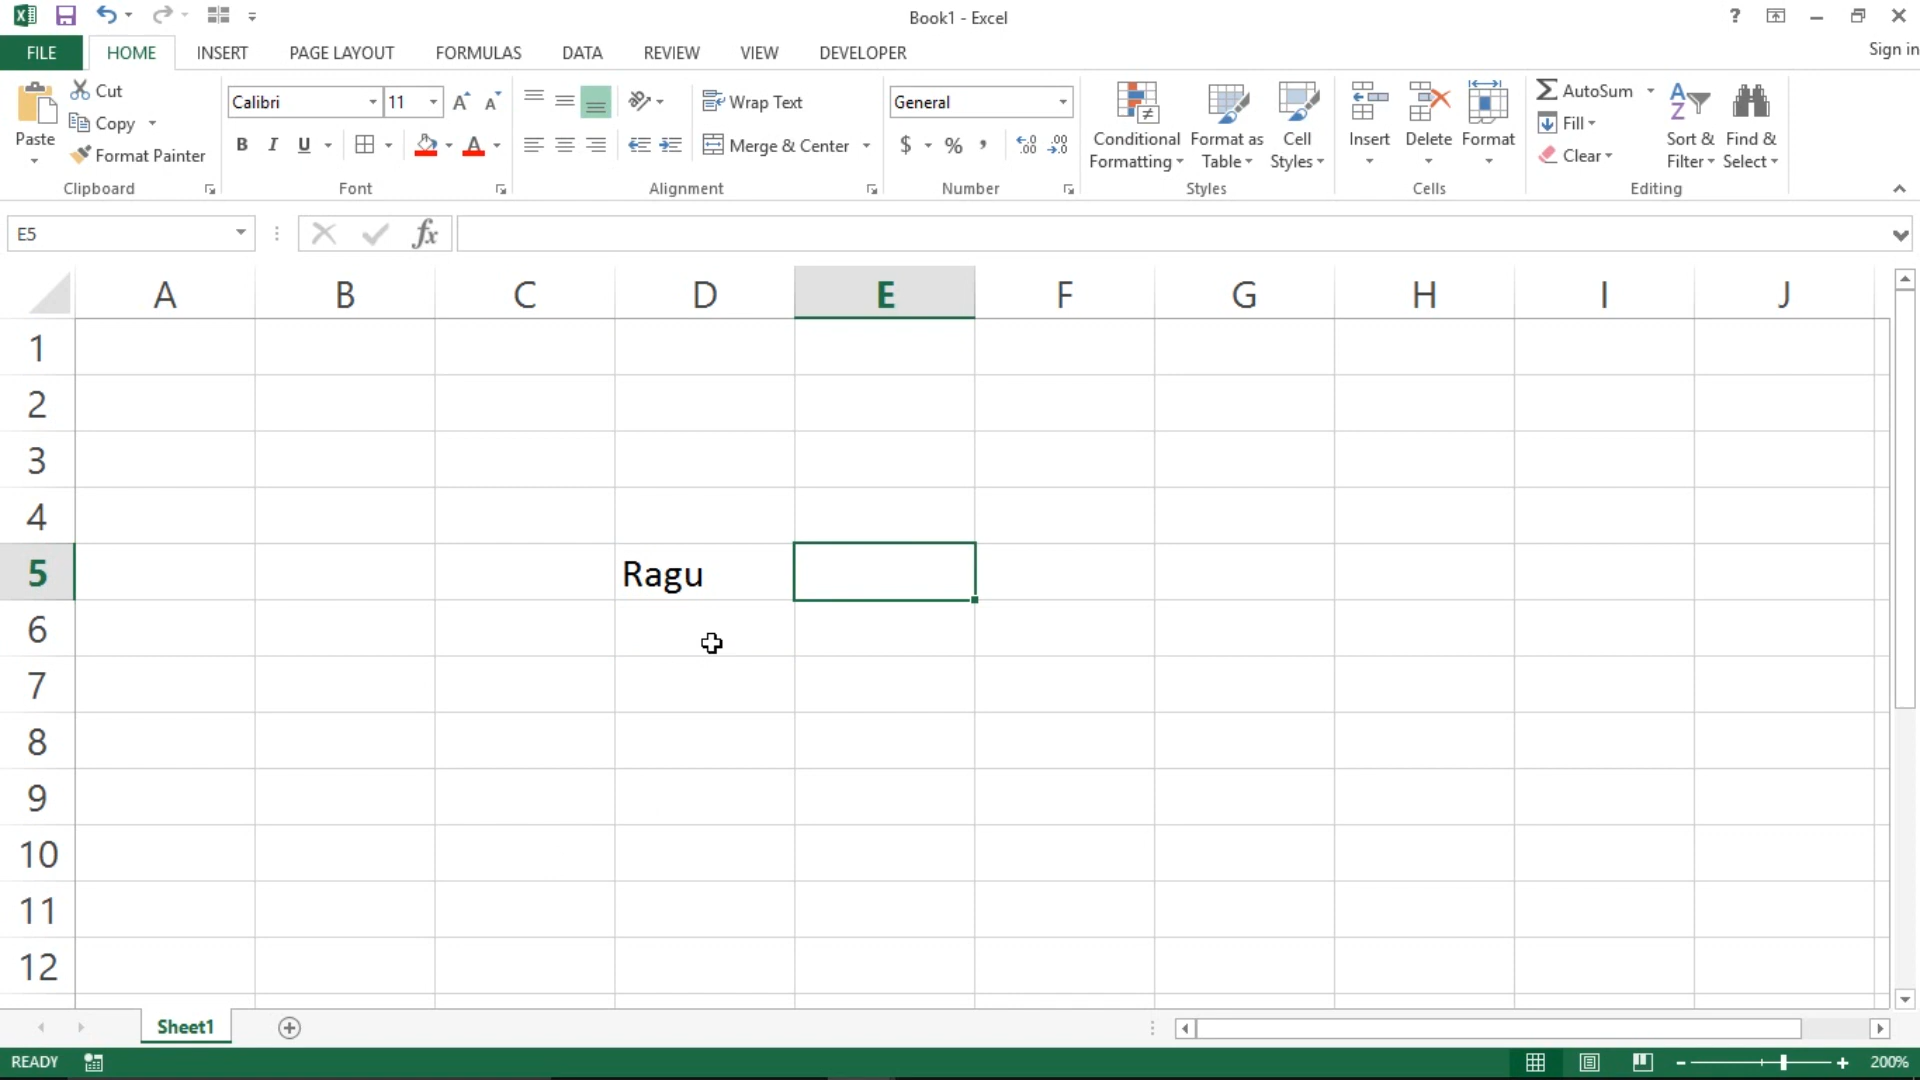 Book1 - Excel
?
Sign in
FILE HOME INSERT PAGE LAYOUT FORMULAS DATA REVIEW VIEW DEVELOPER
Paste
Cut
Copy
Format Painter
Clipboard
Calibri 11
B I U
Font
Wrap Text
Merge & Center
Alignment
General
$ % ,
Number
Conditional Formatting
Format as Table
Cell Styles
Styles
Insert Delete Format
Cells
AutoSum
Fill
Clear
Sort & Filter
Find & Select
Editing
E5
fx
A B C D E F G H I J
1
2
3
4
5 Ragu
6
7
8
9
10
11
12
Sheet1
READY
200%